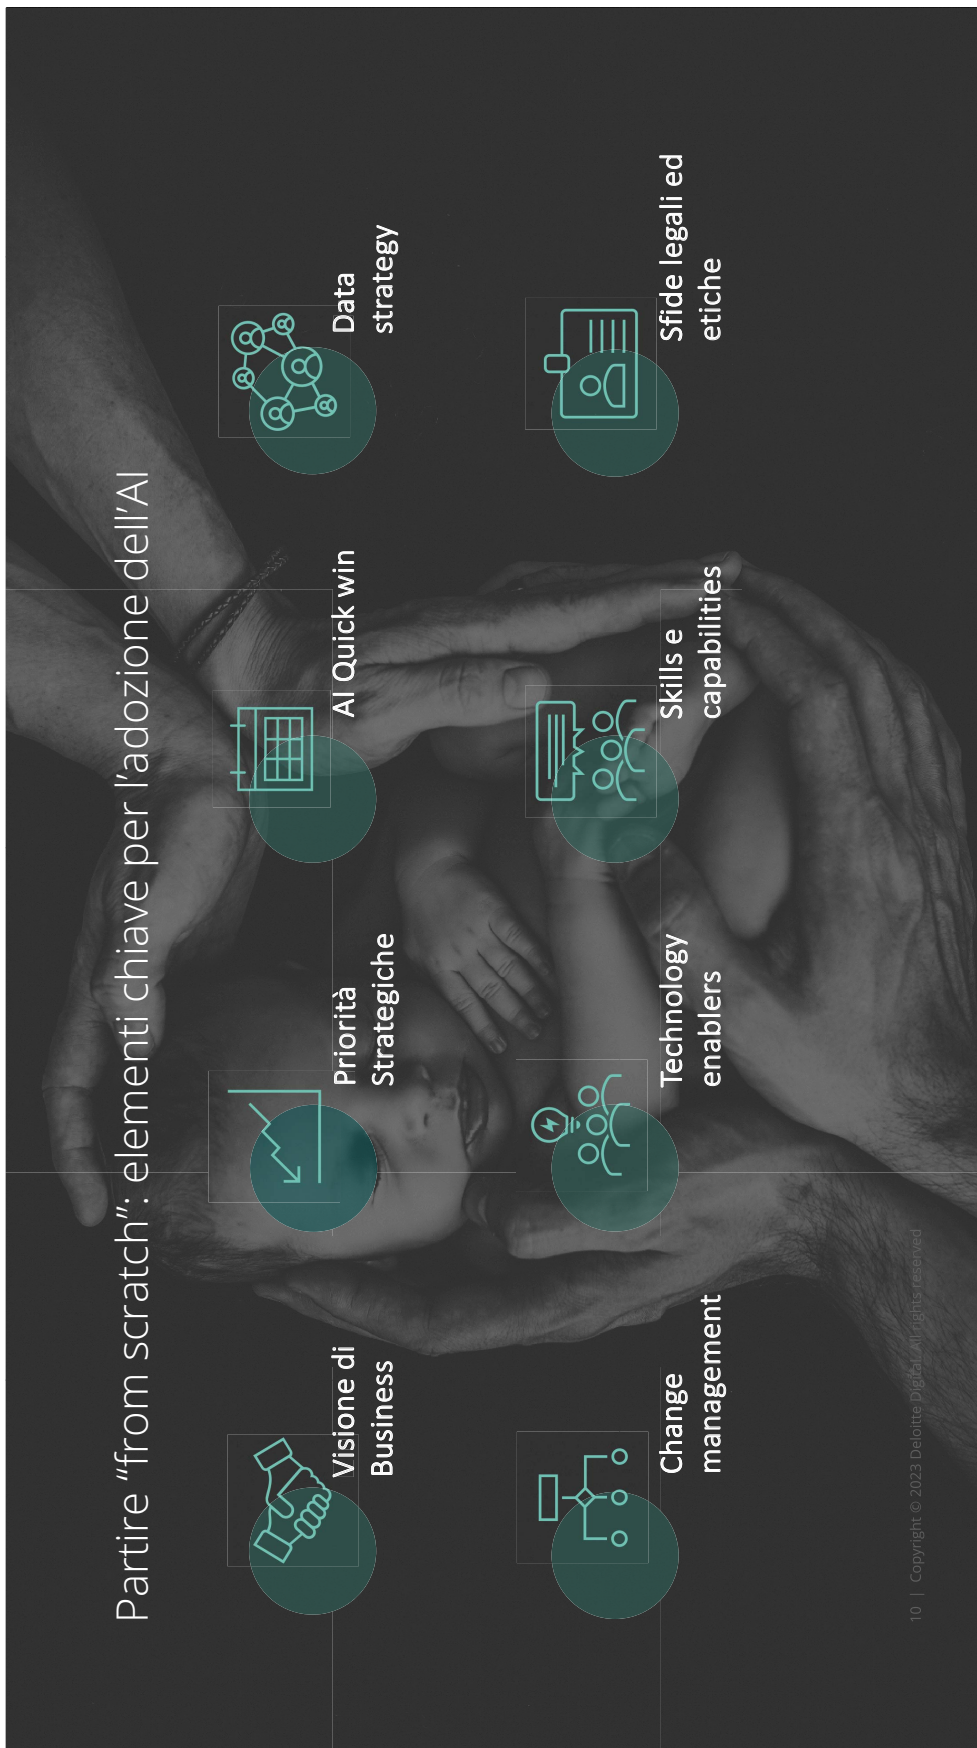 Partire “from scratch”: elementi chiave per l’adozione dell’AI
Visione di
Business
Priorità
Strategiche
AI Quick win
Data
strategy
Change
management
Technology
enablers
Skills e
capabilities
Sfide legali ed
etiche
10 | Copyright © 2023 Deloitte Digital. All rights reserved